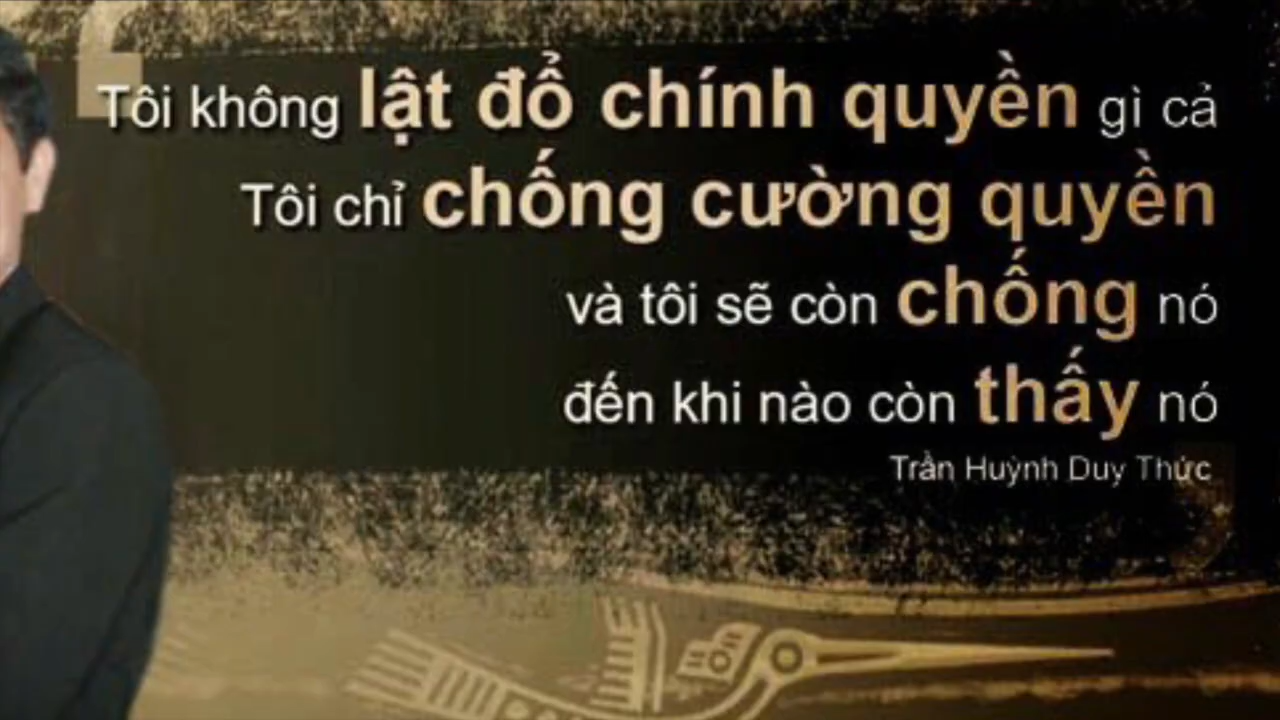 Tôi không lật đổ chính quyền gì cả
Tôi chỉ chống cường quyền
và tôi sẽ còn chống nó
đến khi nào còn thấy nó
Trần Huỳnh Duy Thức